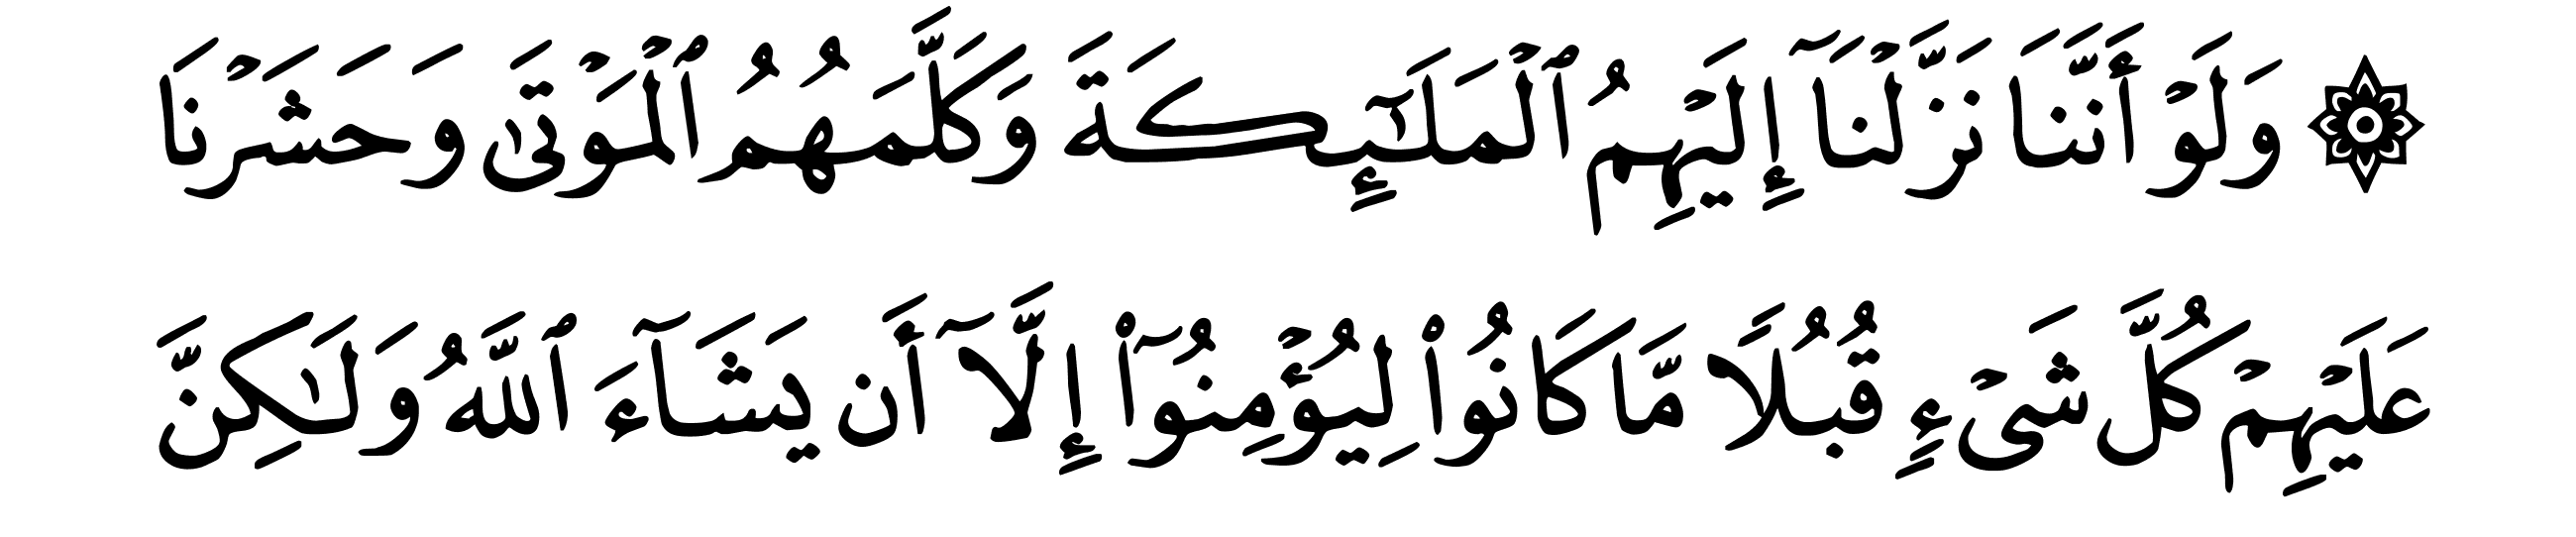 ۞ وَلَوْ أَنَّنَا نَزَّلْنَآ إِلَيْهِمُ ٱلْمَلَـٰٓئِكَةَ وَكَلَّمَهُمُ ٱلْمَوْتَىٰ وَحَشَرْنَا
عَلَيْهِمْ كُلَّ شَىْءٍ قُبُلًا مَّا كَانُوا۟ لِيُؤْمِنُوٓا۟ إِلَّآ أَن يَشَآءَ ٱللَّهُ وَلَـٰكِنَّ